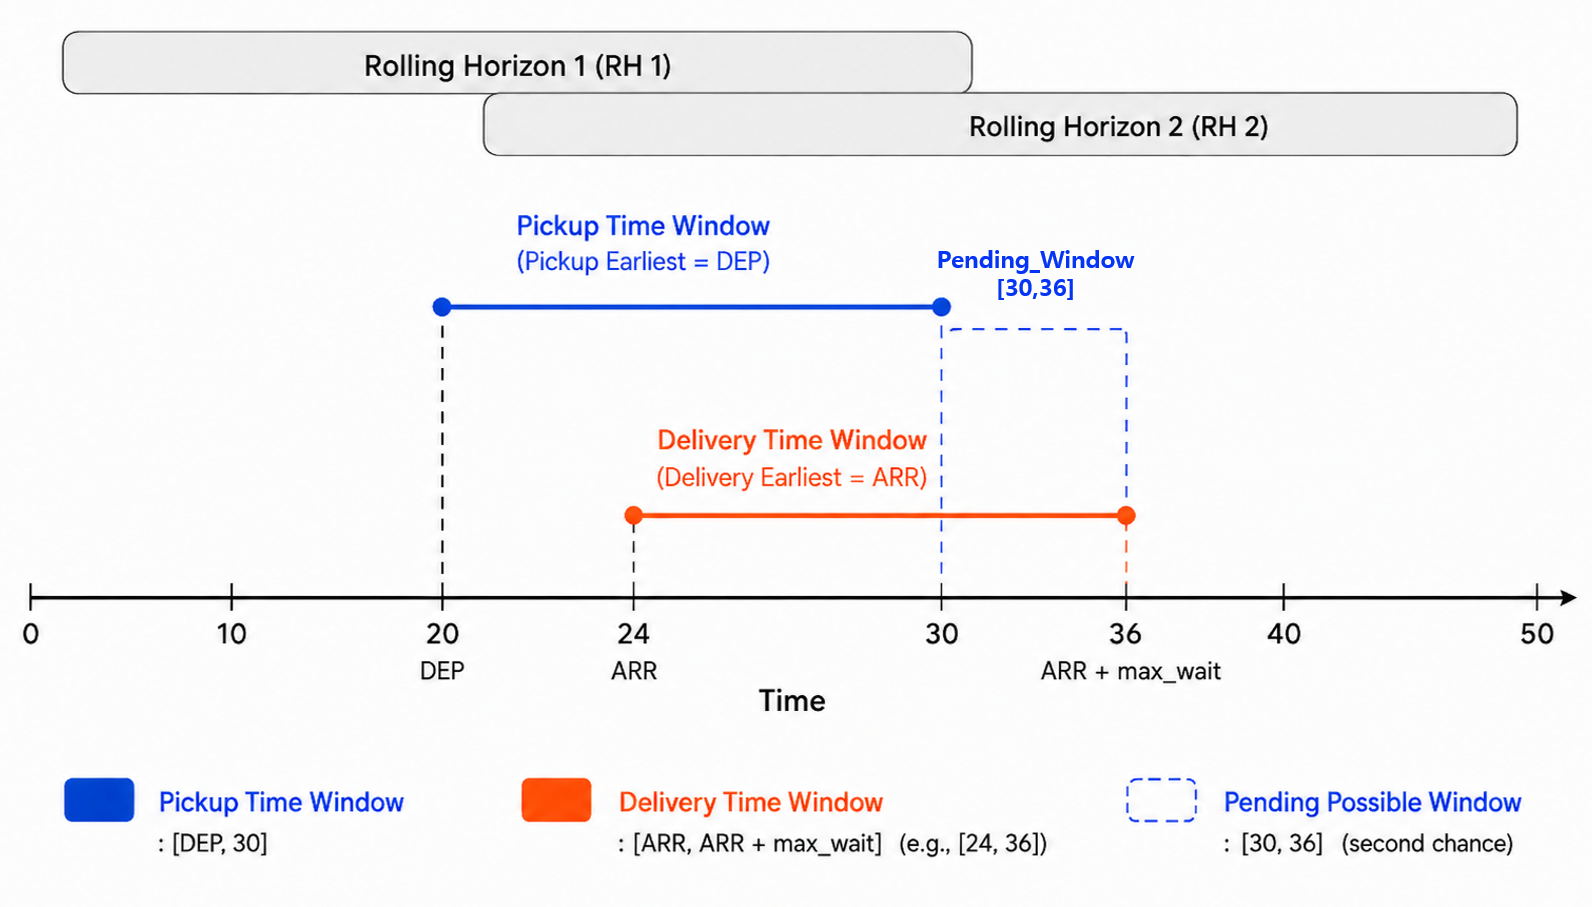 Rolling Horizon 1 (RH 1)
Rolling Horizon 2 (RH 2)
Pickup Time Window
(Pickup Earliest = DEP)
Pending_Window
[30,36]
Delivery Time Window
(Delivery Earliest = ARR)
0 10 20 24 30 36 40 50
DEP ARR ARR + max_wait
Time
Pickup Time Window Delivery Time Window Pending Possible Window
: [DEP, 30] : [ARR, ARR + max_wait] (e.g., [24, 36]) : [30, 36] (second chance)